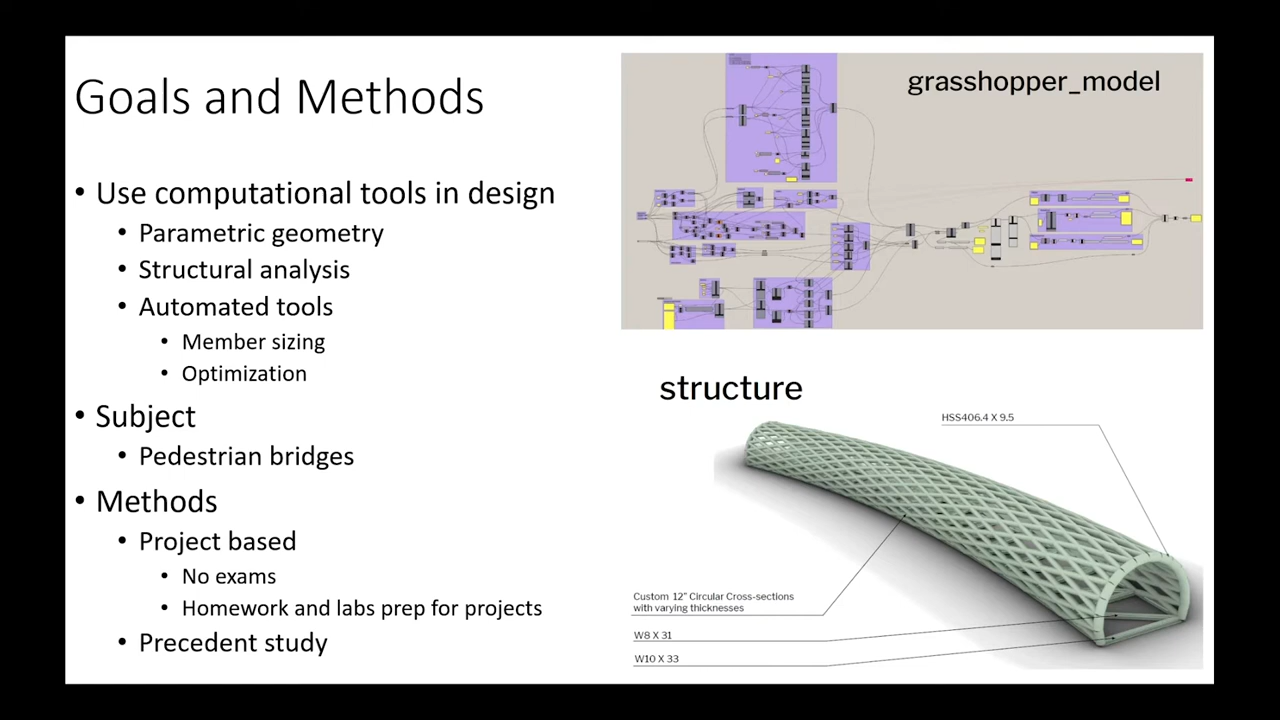 Goals and Methods
• Use computational tools in design
• Parametric geometry
• Structural analysis
• Automated tools
• Member sizing
• Optimization
• Subject
• Pedestrian bridges
• Methods
• Project based
• No exams
• Homework and labs prep for projects
• Precedent study
grasshopper_model
structure
HSS406.4 X 9.5
Custom 12" Circular Cross-sections
with varying thicknesses
W8 X 31
W10 X 33